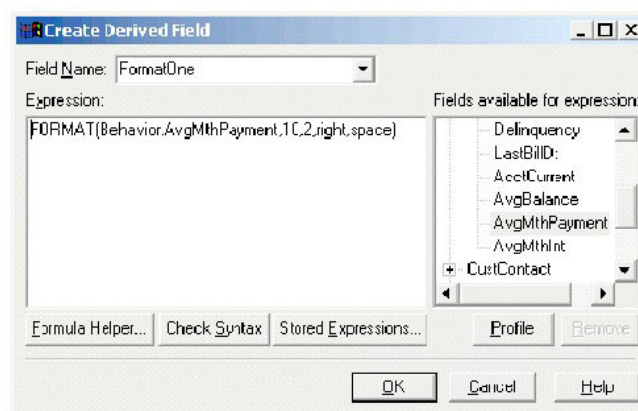 Create Derived Field
Field Name: FormatOne
Expression:
Fields available for expression:
FORMAT(Behavior.AvgMthPayment,10,2,right,space)
Delinquency
LastBillD:
AcctCurrent
AvgBalance
AvgMthPayment
AvgMthInt
CustContact
Formula Helper... Check Syntax Stored Expressions... Profile Remove
OK Cancel Help